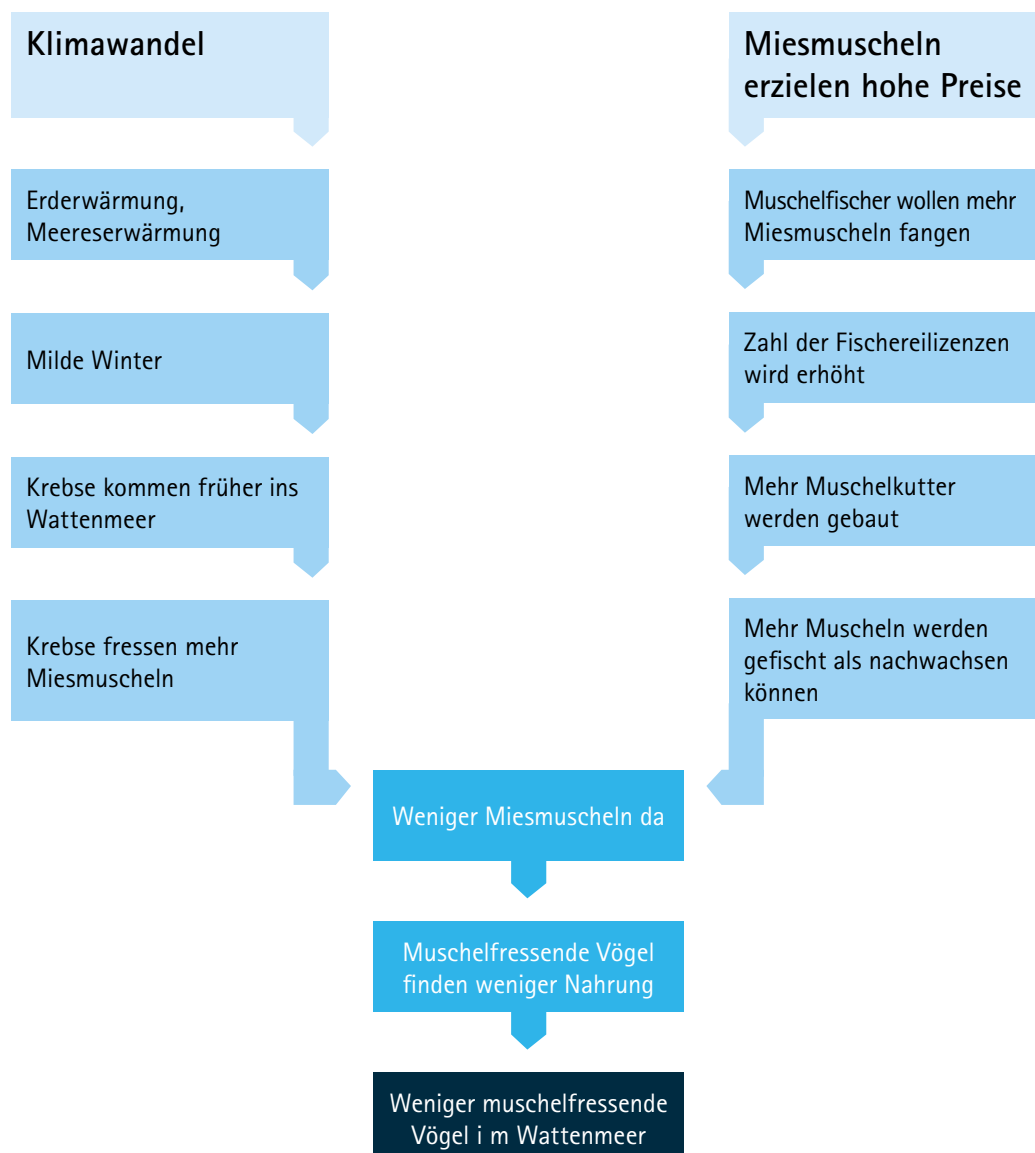 Klimawandel
Erderwärmung,
Meereserwärmung
Milde Winter
Krebse kommen früher ins
Wattenmeer
Krebse fressen mehr
Miesmuscheln
Miesmuscheln
erzielen hohe Preise
Muschelfischer wollen mehr
Miesmuscheln fangen
Zahl der Fischereilizenzen
wird erhöht
Mehr Muschelkutter
werden gebaut
Mehr Muscheln werden
gefischt als nachwachsen
können
Weniger Miesmuscheln da
Muschelfressende Vögel
finden weniger Nahrung
Weniger muschelfressende
Vögel i m Wattenmeer